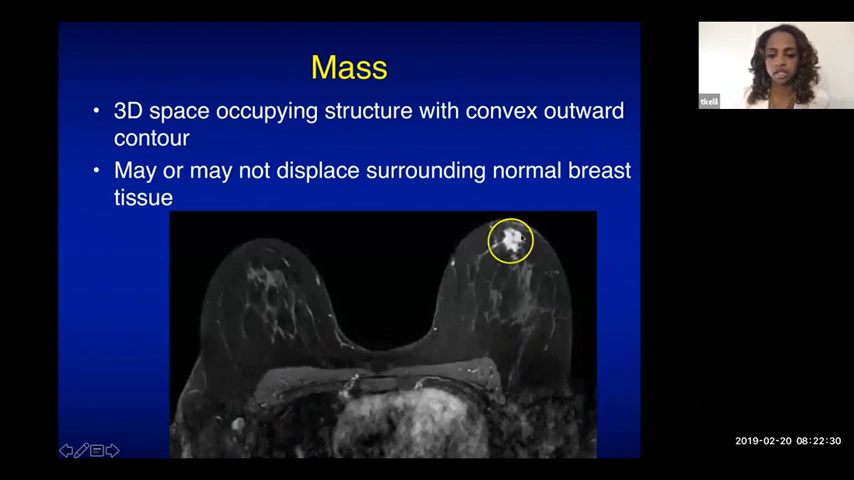 Mass
• 3D space occupying structure with convex outward
contour
• May or may not displace surrounding normal breast
tissue
tkelil
2019-02-20 08:22:30